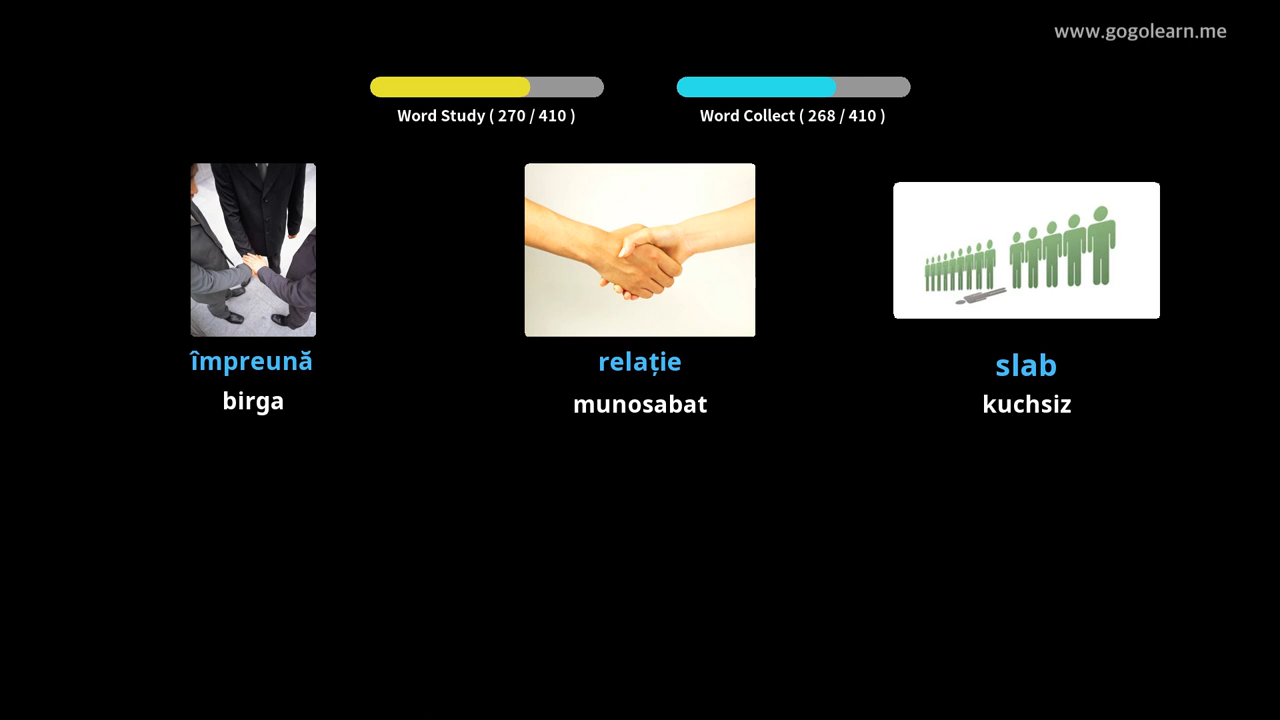 www.gogolearn.me
Word Study ( 270 / 410 )
Word Collect ( 268 / 410 )
împreună
birga
relație
munosabat
slab
kuchsiz